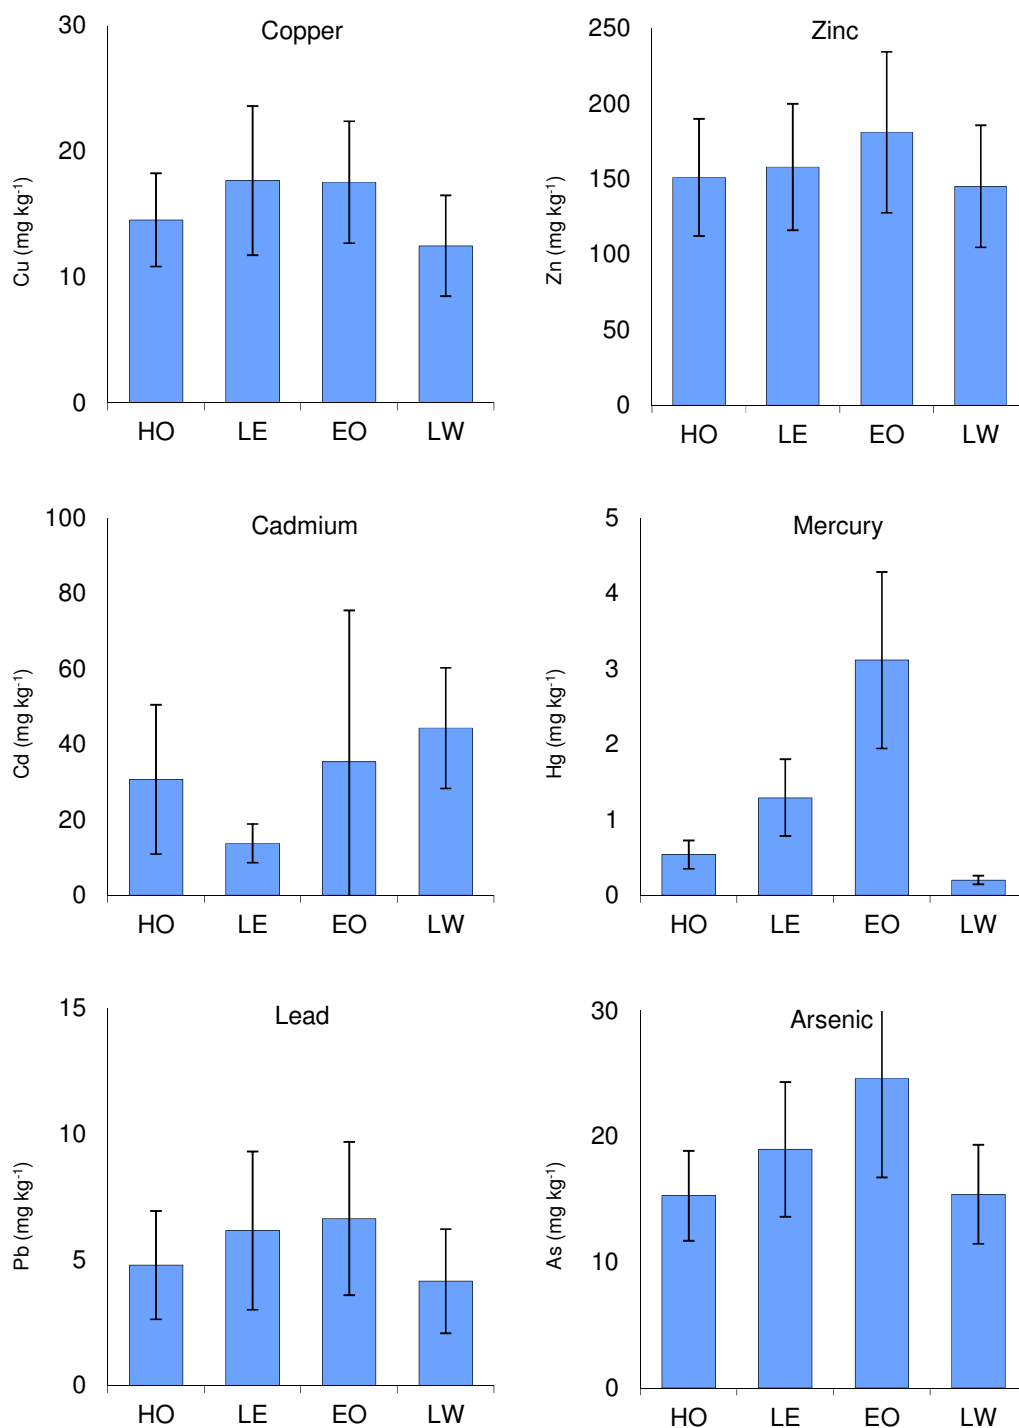 Copper
Cu (mg kg⁻¹)
30
20
10
0
HO LE EO LW
Zinc
Zn (mg kg⁻¹)
250
200
150
100
50
0
HO LE EO LW
Cadmium
Cd (mg kg⁻¹)
100
80
60
40
20
0
HO LE EO LW
Mercury
Hg (mg kg⁻¹)
5
4
3
2
1
0
HO LE EO LW
Lead
Pb (mg kg⁻¹)
15
10
5
0
HO LE EO LW
Arsenic
As (mg kg⁻¹)
30
20
10
0
HO LE EO LW